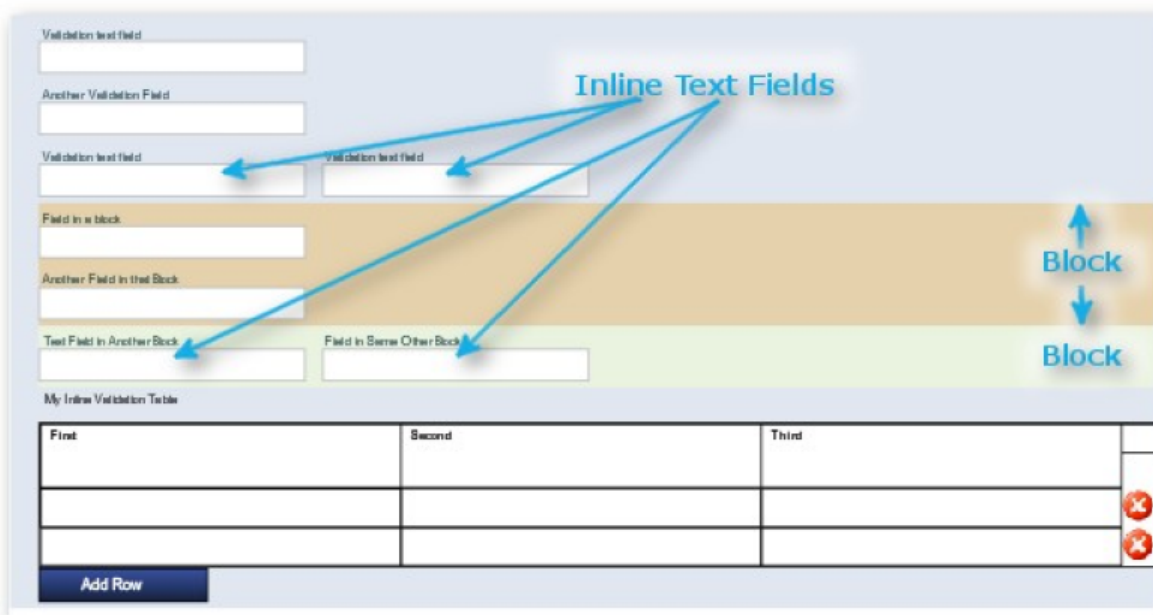 Validation text field
Another Validation Field
Inline Text Fields
Validation text field Validation text field
Field in a block
Another Field in that Block
Block
Text Field in Another Block Field in Same Other Block
Block
My Inline Validation Table
First Second Third
Add Row